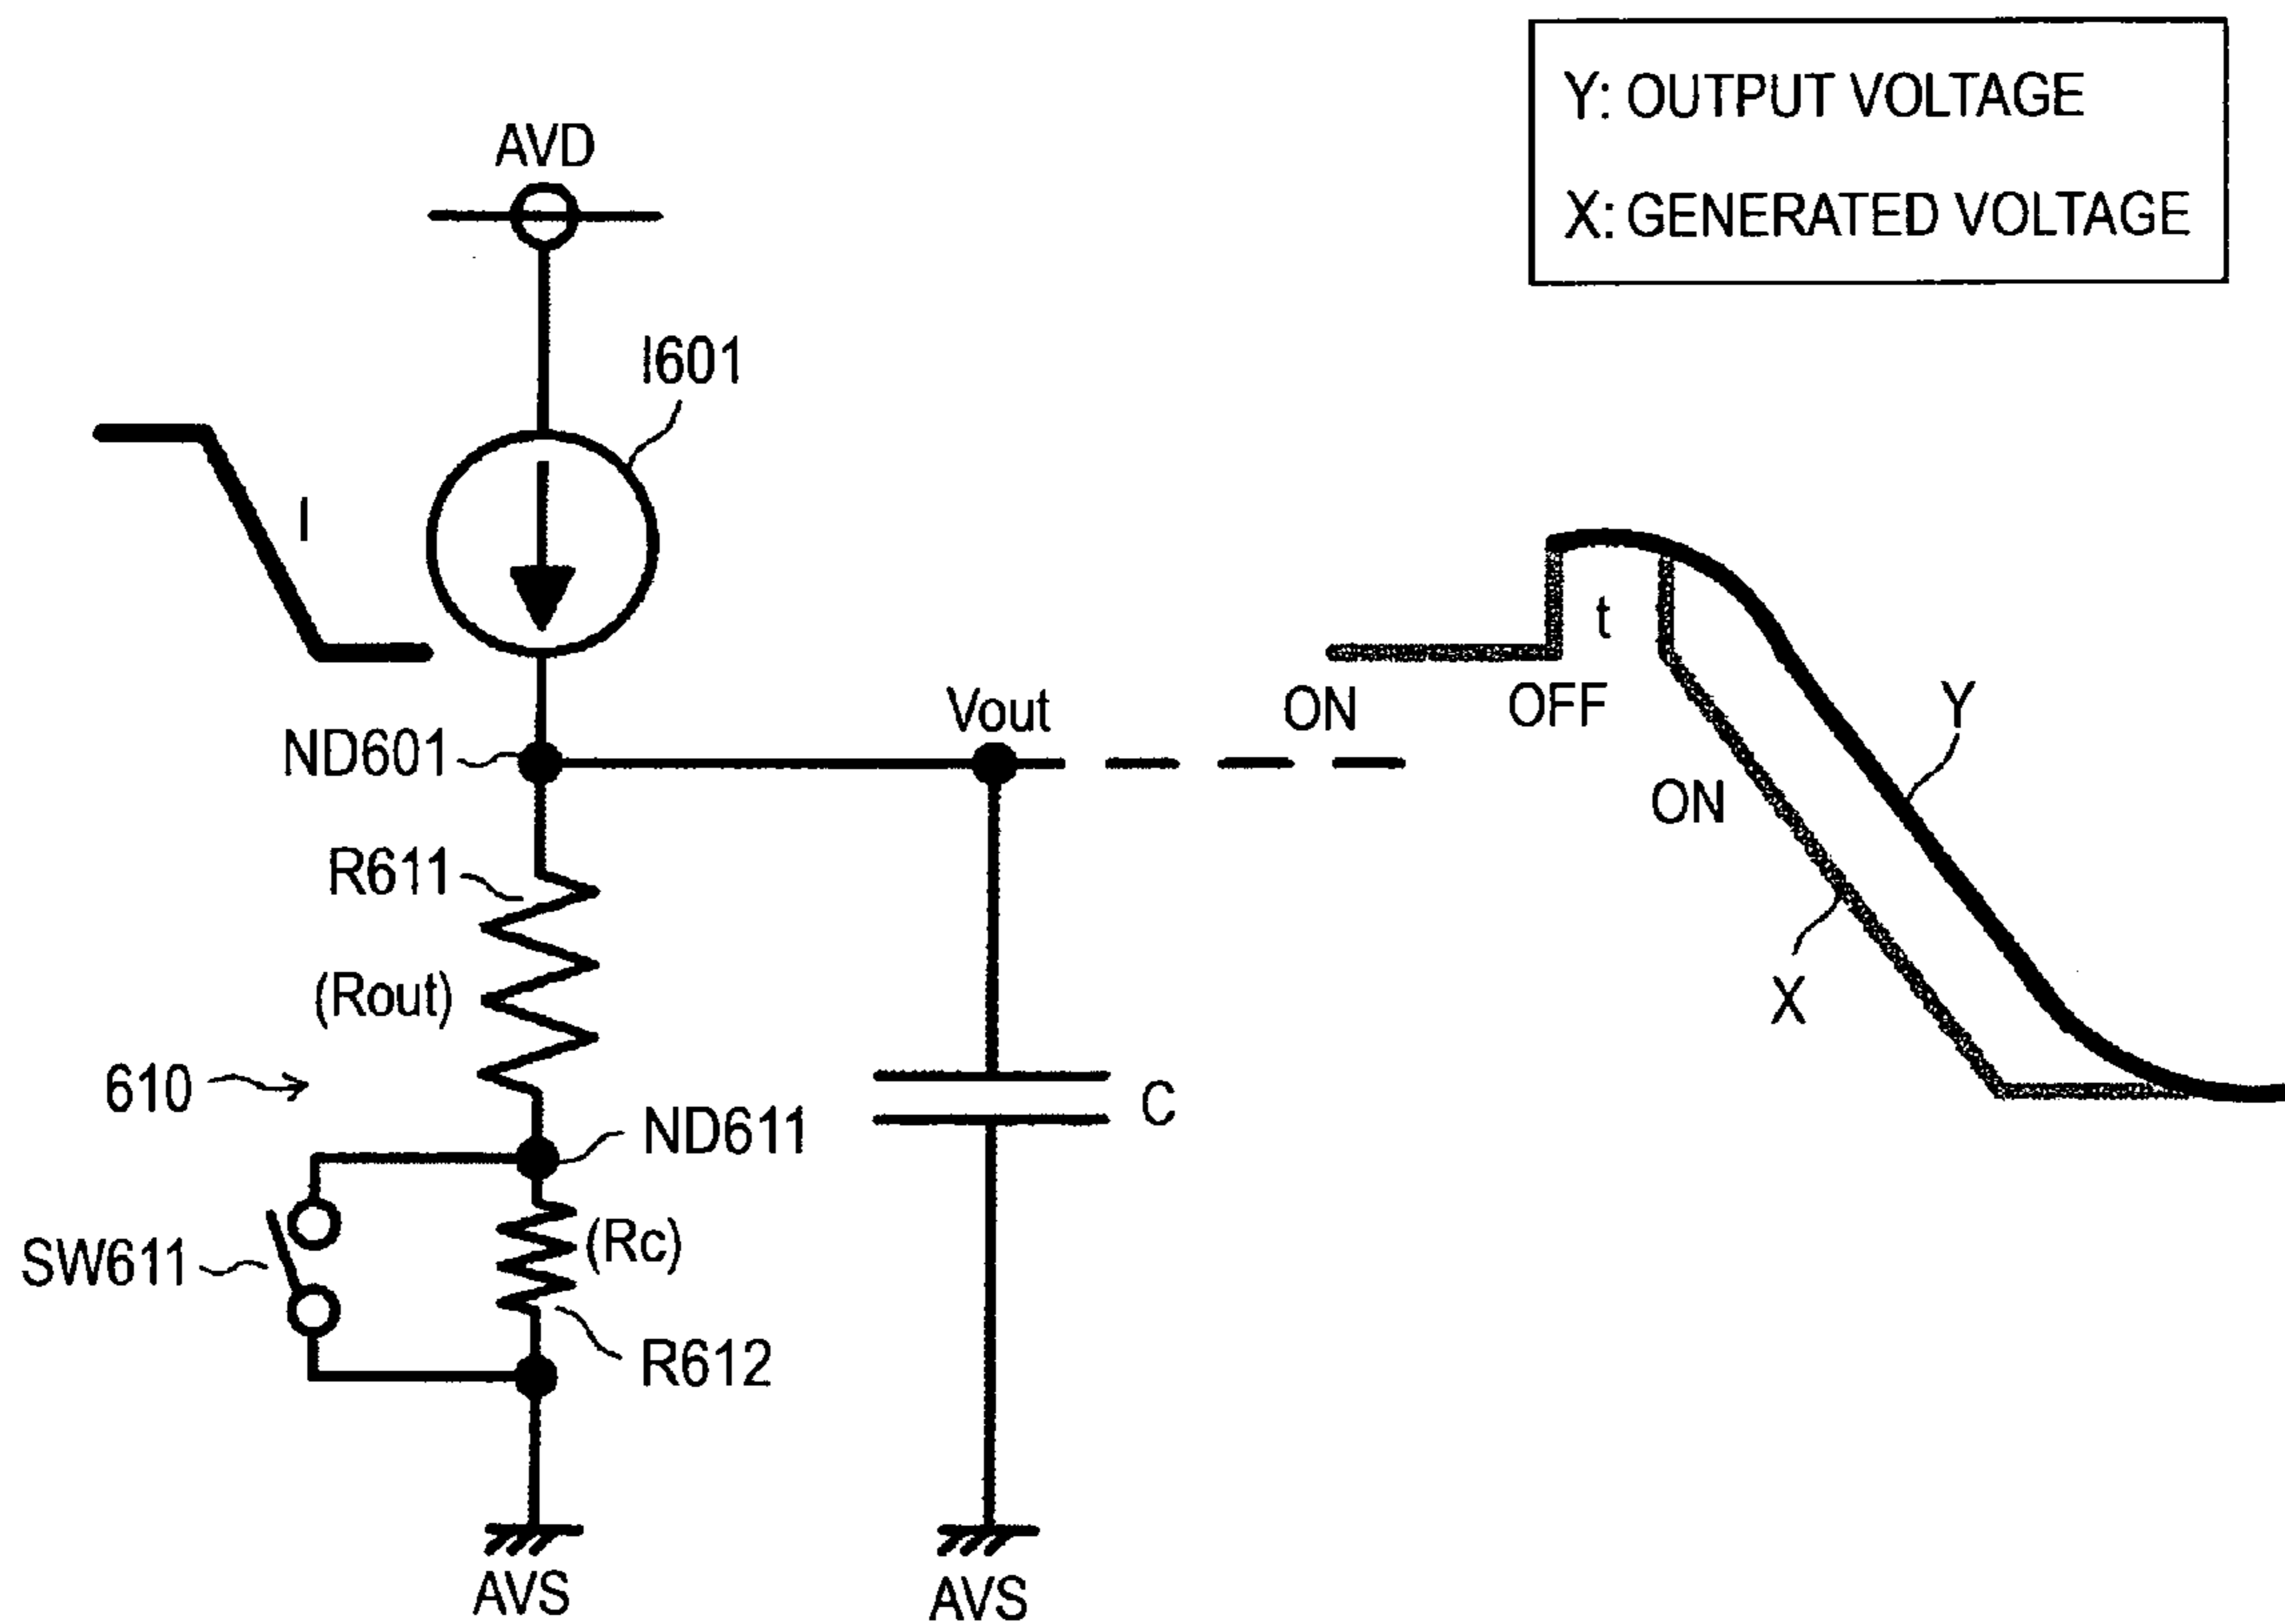 Y: OUTPUT VOLTAGE
X: GENERATED VOLTAGE
AVD
I601
I
t
ON
OFF
Y
Vout
ND601
ON
R611
(Rout)
X
610
C
ND611
(Rc)
SW611
R612
AVS
AVS